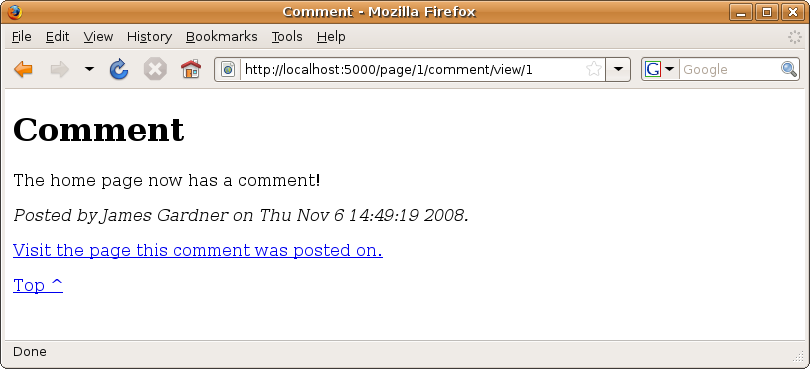 Comment - Mozilla Firefox
File Edit View History Bookmarks Tools Help
http://localhost:5000/page/1/comment/view/1 G Google
Comment
The home page now has a comment!
Posted by James Gardner on Thu Nov 6 14:49:19 2008.
Visit the page this comment was posted on.
Top ^
Done